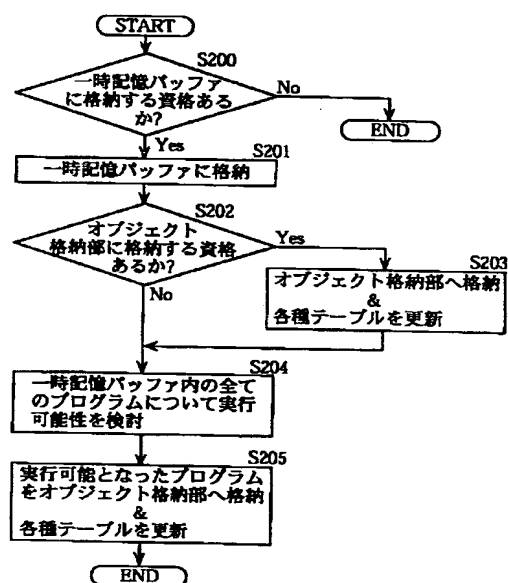 START
S200
一時記憶バッファ
に格納する資格ある
か?
No
END
Yes
S201
一時記憶バッファに格納
S202
オブジェクト
格納部に格納する資格
あるか?
Yes
No
S203
オブジェクト格納部へ格納
&
各種テーブルを更新
S204
一時記憶バッファ内の全て
のプログラムについて実行
可能性を検討
S205
実行可能となったプログラム
をオブジェクト格納部へ格納
&
各種テーブルを更新
END